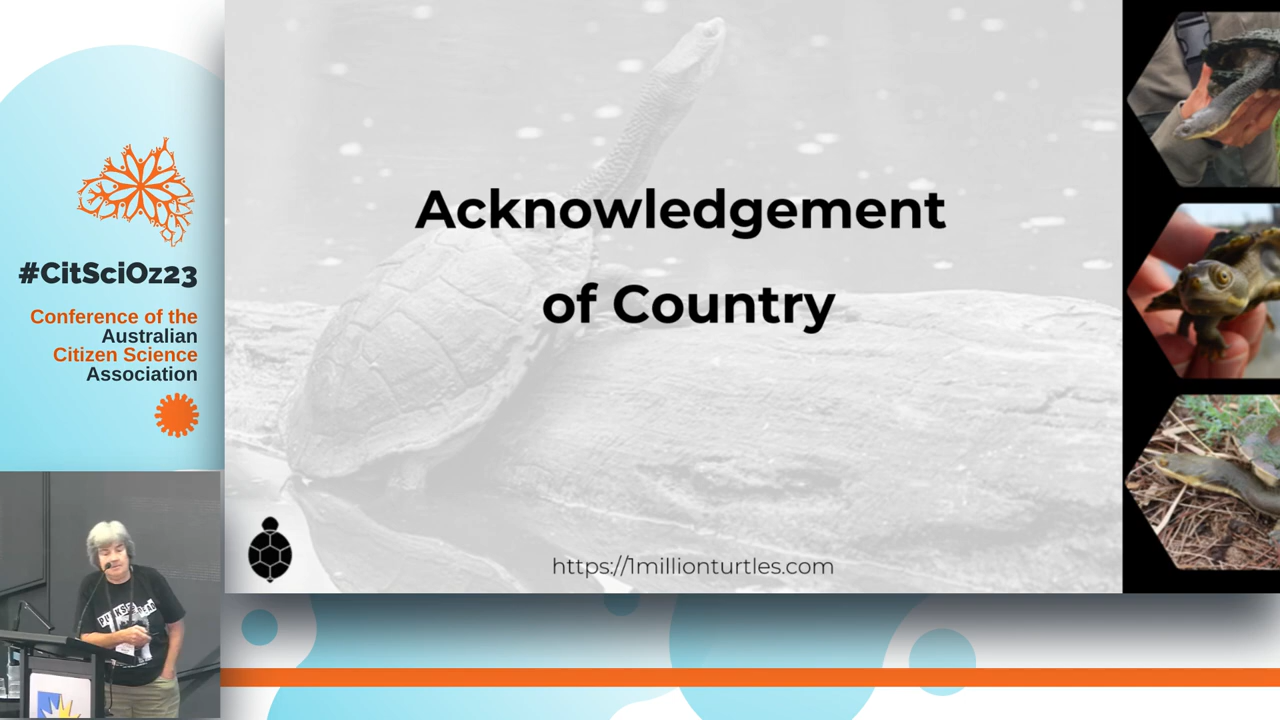 #CitSciOz23
Conference of the
Australian
Citizen Science
Association
Acknowledgement
of Country
https://1millionturtles.com